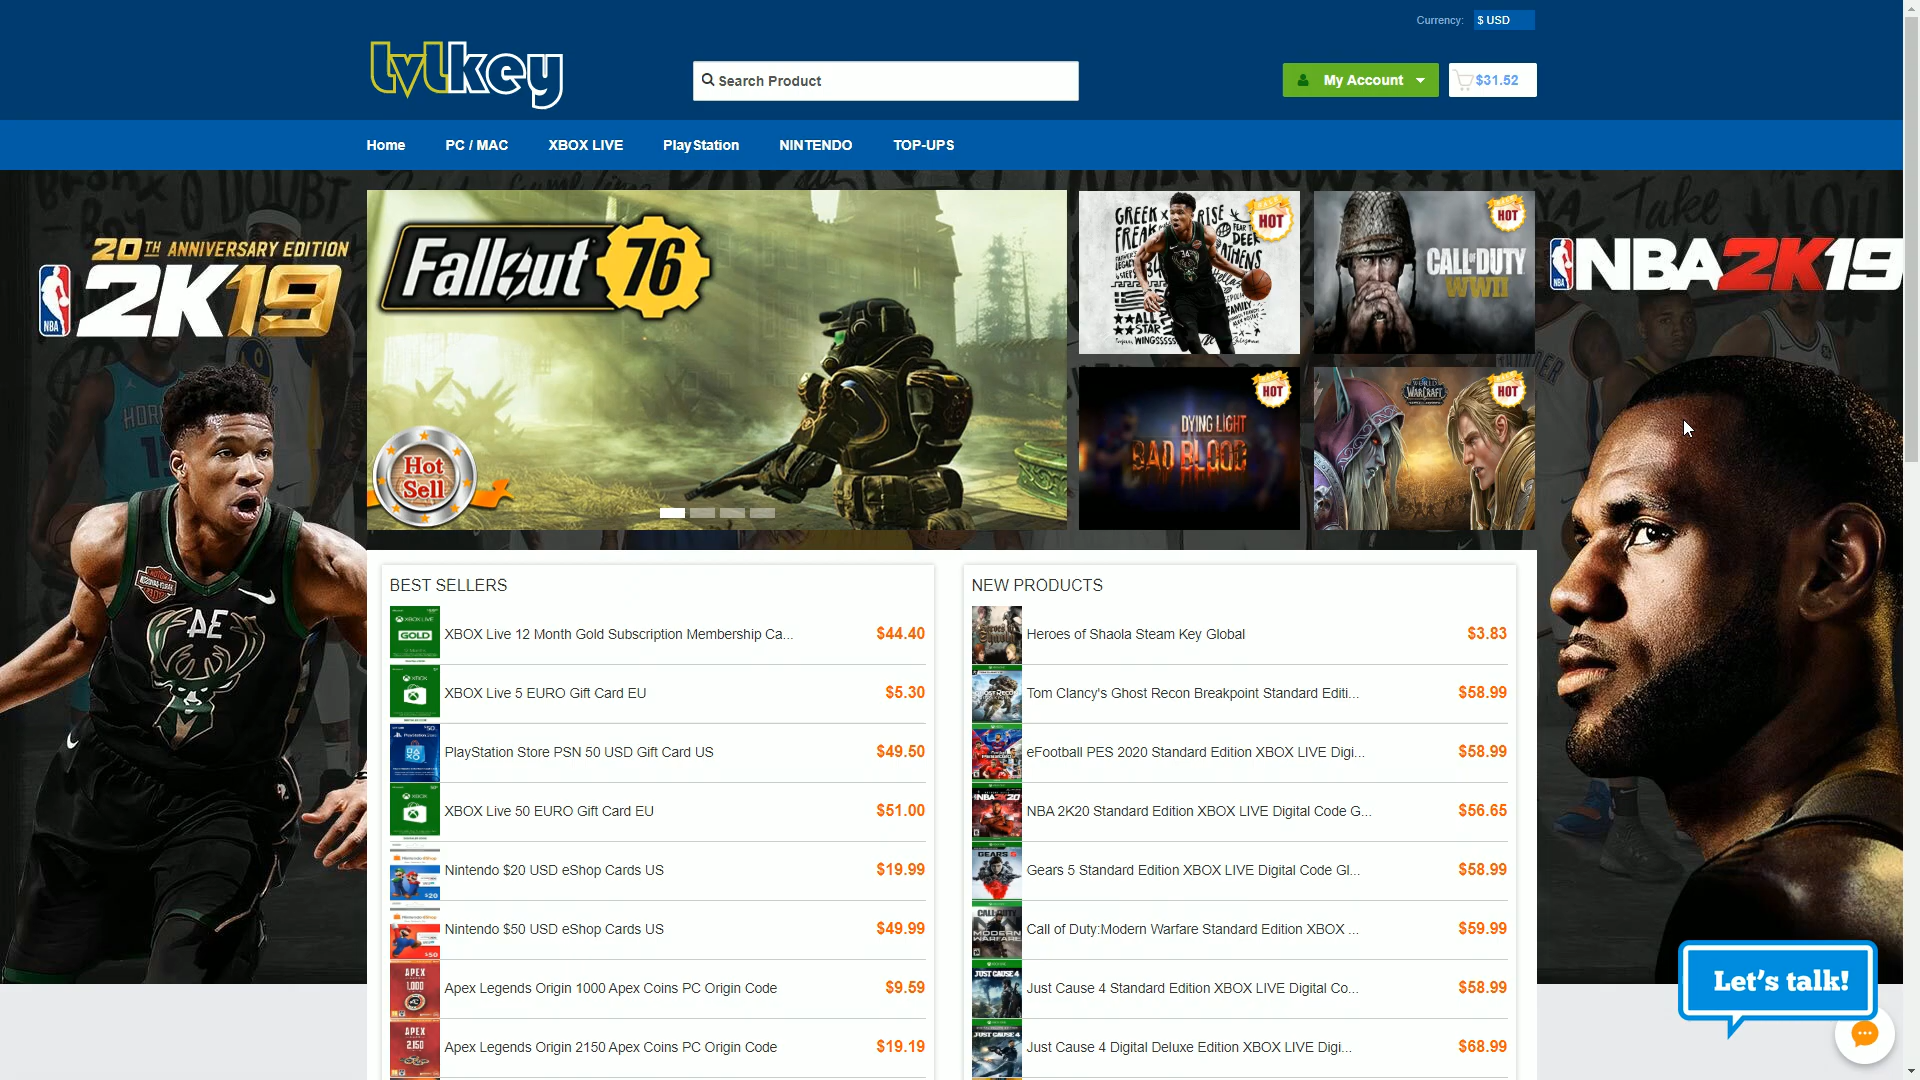 Currency: $ USD
lvlkey
Search Product
My Account
$31.52
Home
PC / MAC
XBOX LIVE
PlayStation
NINTENDO
TOP-UPS
20TH ANNIVERSARY EDITION
NBA
2K19
Fallout 76
Hot
Sell
GREEK
FREAK
RISE
HOT
ALL
STAR
FAMILY
CALL OF DUTY
WWII
HOT
DYING LIGHT
BAD BLOOD
HOT
WORLD
WARCRAFT
HOT
NBA 2K19
BEST SELLERS
XBOX Live 12 Month Gold Subscription Membership Ca... $44.40
XBOX Live 5 EURO Gift Card EU $5.30
PlayStation Store PSN 50 USD Gift Card US $49.50
XBOX Live 50 EURO Gift Card EU $51.00
Nintendo $20 USD eShop Cards US $19.99
Nintendo $50 USD eShop Cards US $49.99
Apex Legends Origin 1000 Apex Coins PC Origin Code $9.59
Apex Legends Origin 2150 Apex Coins PC Origin Code $19.19
NEW PRODUCTS
Heroes of Shaola Steam Key Global $3.83
Tom Clancy's Ghost Recon Breakpoint Standard Editi... $58.99
eFootball PES 2020 Standard Edition XBOX LIVE Digi... $58.99
NBA 2K20 Standard Edition XBOX LIVE Digital Code G... $56.65
Gears 5 Standard Edition XBOX LIVE Digital Code Gl... $58.99
Call of Duty:Modern Warfare Standard Edition XBOX ... $59.99
Just Cause 4 Standard Edition XBOX LIVE Digital Co... $58.99
Just Cause 4 Digital Deluxe Edition XBOX LIVE Digi... $68.99
Let's talk!